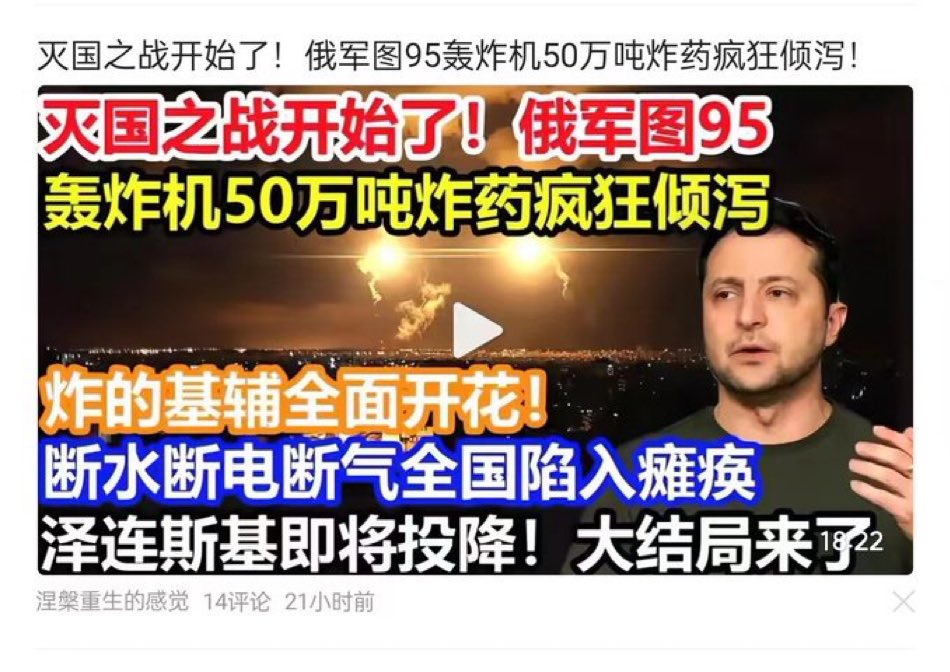 灭国之战开始了！俄军图95轰炸机50万吨炸药疯狂倾泻！
灭国之战开始了！俄军图95
轰炸机50万吨炸药疯狂倾泻
炸的基辅全面开花！
断水断电断气全国陷入瘫痪
泽连斯基即将投降！大结局来了
18:22
涅槃重生的感觉 14评论 21小时前